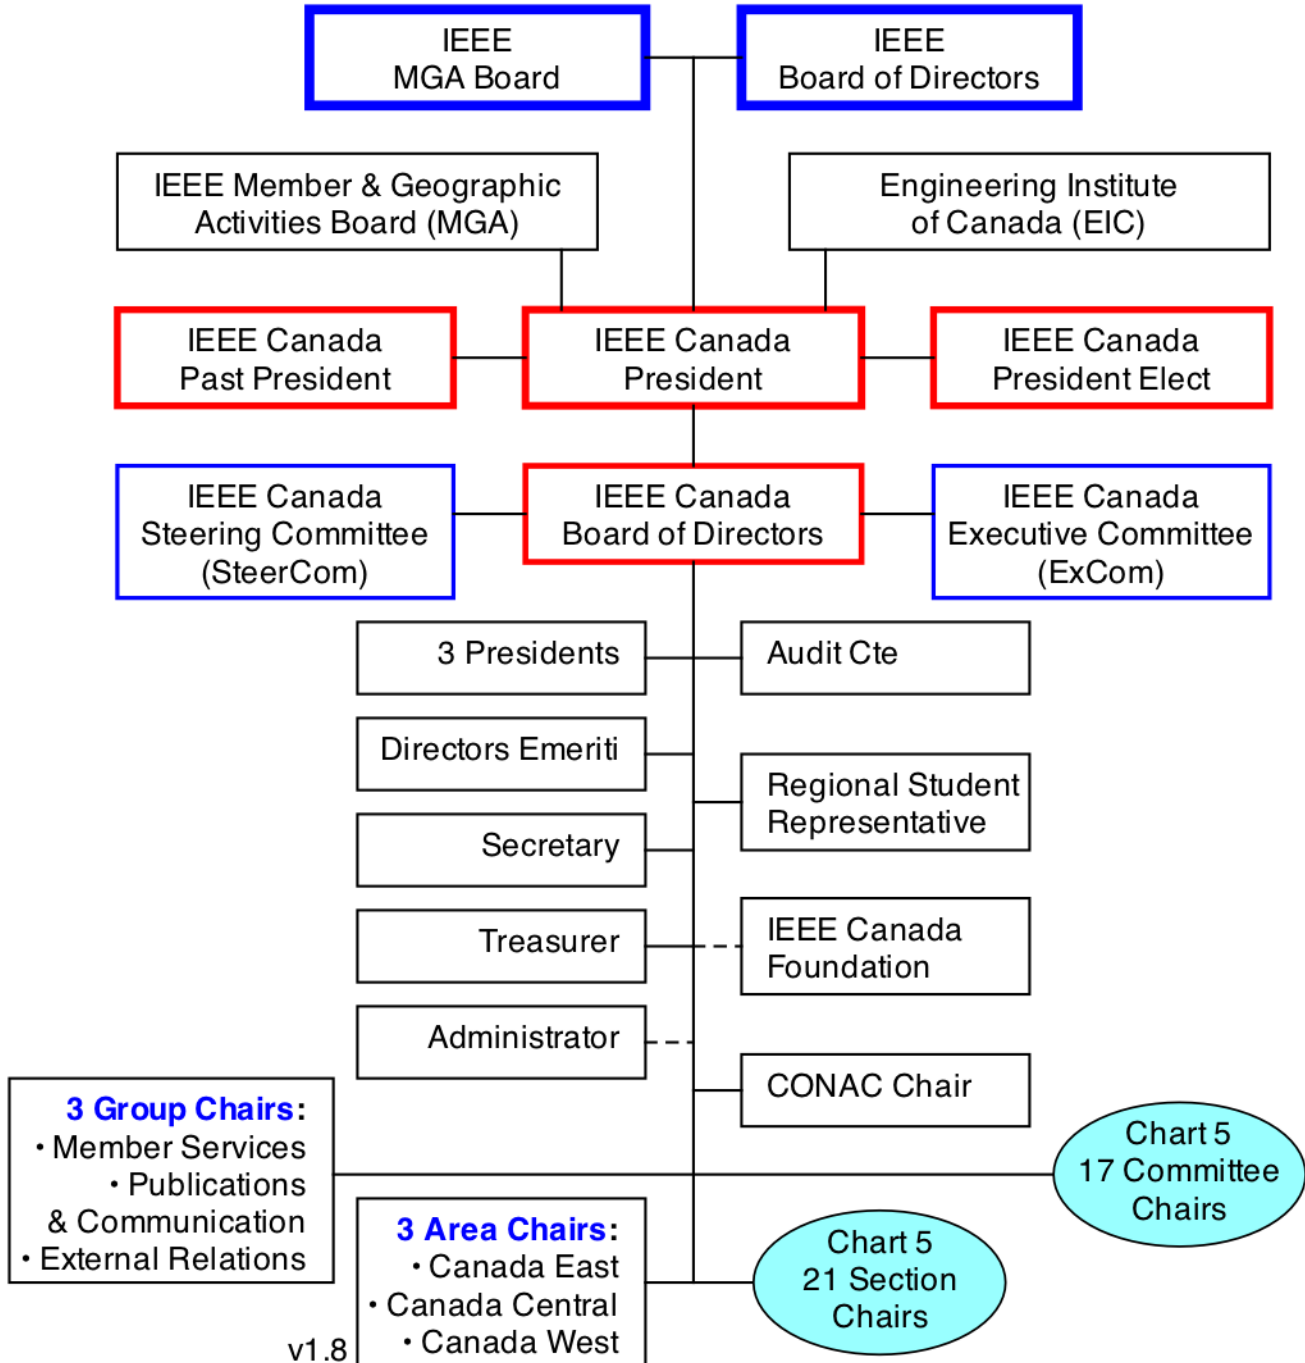 IEEE
MGA Board
IEEE
Board of Directors
IEEE Member & Geographic
Activities Board (MGA)
Engineering Institute
of Canada (EIC)
IEEE Canada
Past President
IEEE Canada
President
IEEE Canada
President Elect
IEEE Canada
Steering Committee
(SteerCom)
IEEE Canada
Board of Directors
IEEE Canada
Executive Committee
(ExCom)
3 Presidents
Audit Cte
Directors Emeriti
Regional Student
Representative
Secretary
Treasurer
IEEE Canada
Foundation
Administrator
CONAC Chair
3 Group Chairs:
• Member Services
• Publications
& Communication
• External Relations
Chart 5
17 Committee
Chairs
3 Area Chairs:
• Canada East
• Canada Central
• Canada West
Chart 5
21 Section
Chairs
v1.8